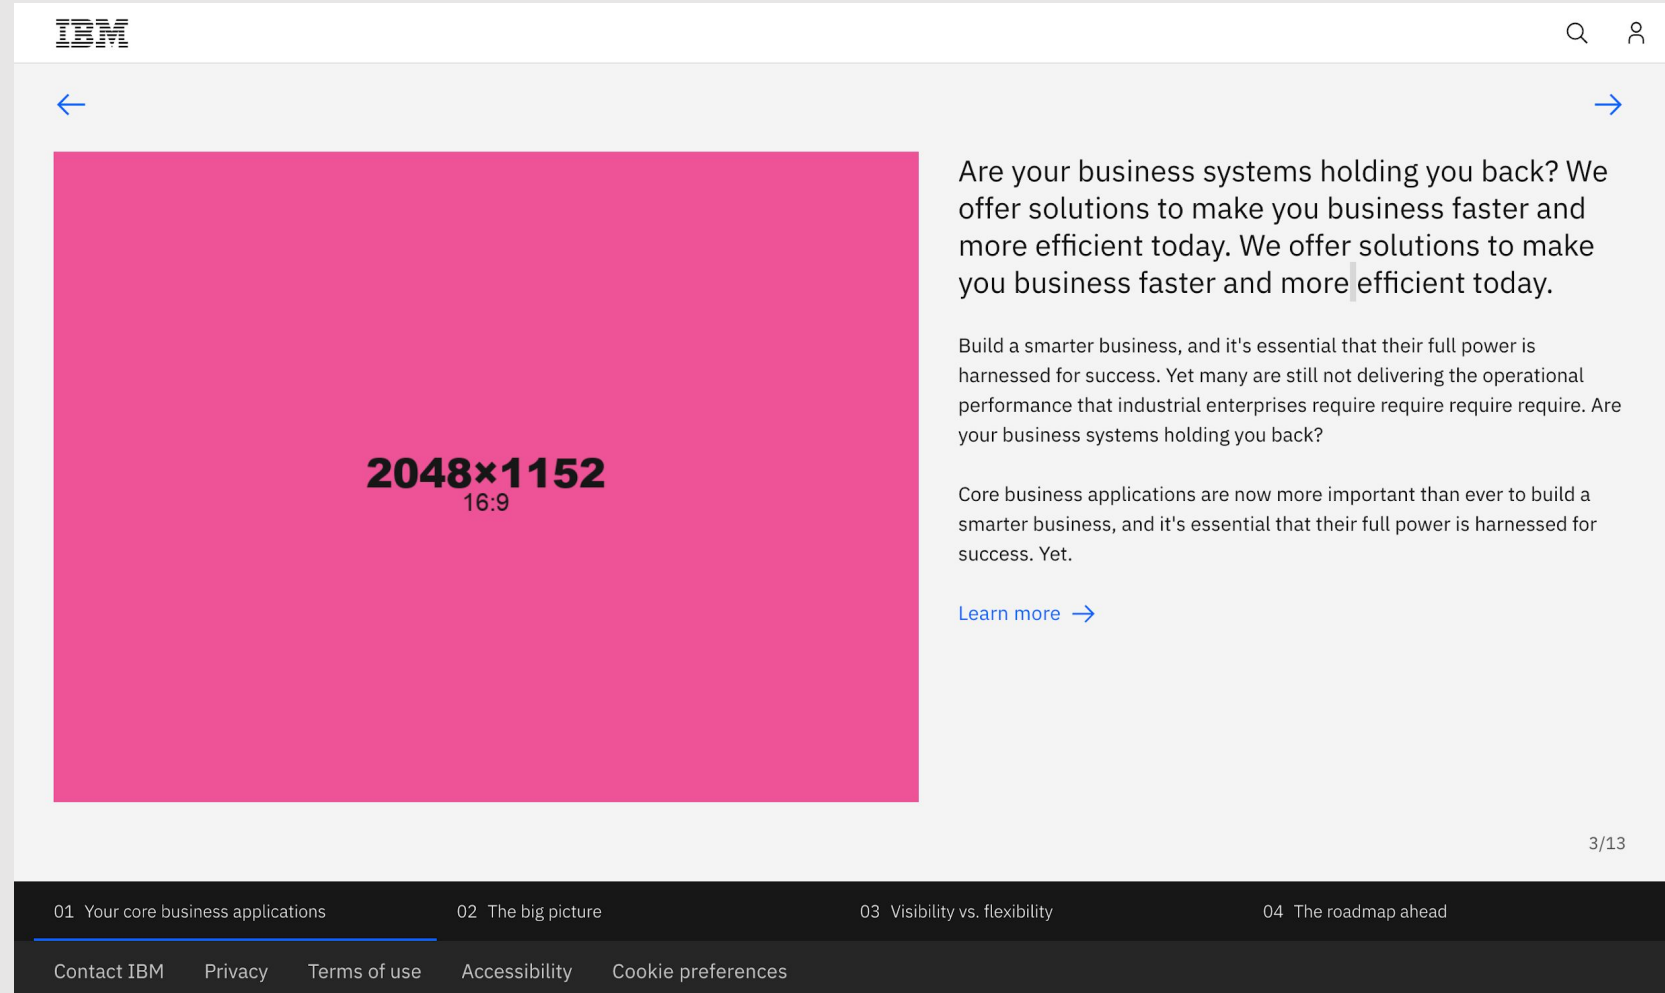 IBM
2048×1152
16:9
Are your business systems holding you back? We
offer solutions to make you business faster and
more efficient today. We offer solutions to make
you business faster and more efficient today.
Build a smarter business, and it's essential that their full power is
harnessed for success. Yet many are still not delivering the operational
performance that industrial enterprises require require require require. Are
your business systems holding you back?
Core business applications are now more important than ever to build a
smarter business, and it's essential that their full power is harnessed for
success. Yet.
Learn more
3/13
01 Your core business applications
02 The big picture
03 Visibility vs. flexibility
04 The roadmap ahead
Contact IBM
Privacy
Terms of use
Accessibility
Cookie preferences